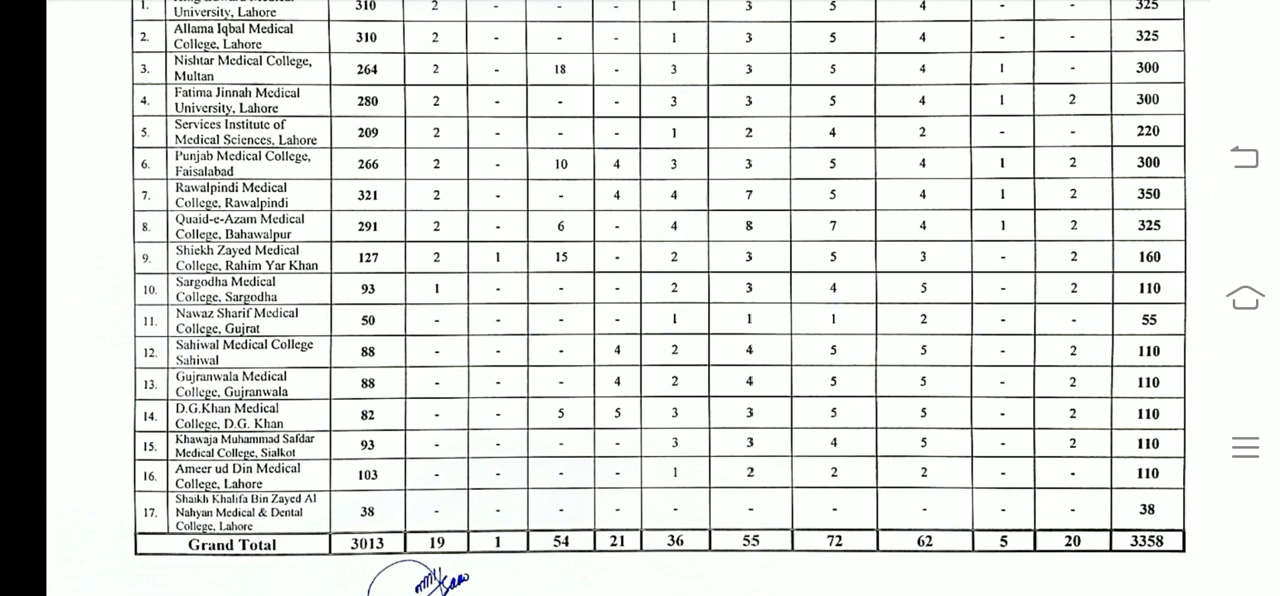 1. University, Lahore 310 2 - - - 1 3 5 4 - - 325
2. Allama Iqbal Medical College, Lahore 310 2 - - - 1 3 5 4 - - 325
3. Nishtar Medical College, Multan 264 2 - 18 - 3 3 5 4 1 - 300
4. Fatima Jinnah Medical University, Lahore 280 2 - - - 3 3 5 4 1 2 300
5. Services Institute of Medical Sciences, Lahore 209 2 - - - 1 2 4 2 - - 220
6. Punjab Medical College, Faisalabad 266 2 - 10 4 3 3 5 4 1 2 300
7. Rawalpindi Medical College, Rawalpindi 321 2 - - 4 4 7 5 4 1 2 350
8. Quaid-e-Azam Medical College, Bahawalpur 291 2 - 6 - 4 8 7 4 1 2 325
9. Shiekh Zayed Medical College, Rahim Yar Khan 127 2 1 15 - 2 3 5 3 - 2 160
10. Sargodha Medical College, Sargodha 93 1 - - - 2 3 4 5 - 2 110
11. Nawaz Sharif Medical College, Gujrat 50 - - - - 1 1 1 2 - - 55
12. Sahiwal Medical College Sahiwal 88 - - - 4 2 4 5 5 - 2 110
13. Gujranwala Medical College, Gujranwala 88 - - - 4 2 4 5 5 - 2 110
14. D.G.Khan Medical College, D.G. Khan 82 - - 5 5 3 3 5 5 - 2 110
15. Khawaja Muhammad Safdar Medical College, Sialkot 93 - - - - 3 3 4 5 - 2 110
16. Ameer ud Din Medical College, Lahore 103 - - - - 1 2 2 2 - - 110
17. Shaikh Khalifa Bin Zayed Al Nahyan Medical & Dental College, Lahore 38 - - - - - - - - - - 38
Grand Total 3013 19 1 54 21 36 55 72 62 5 20 3358